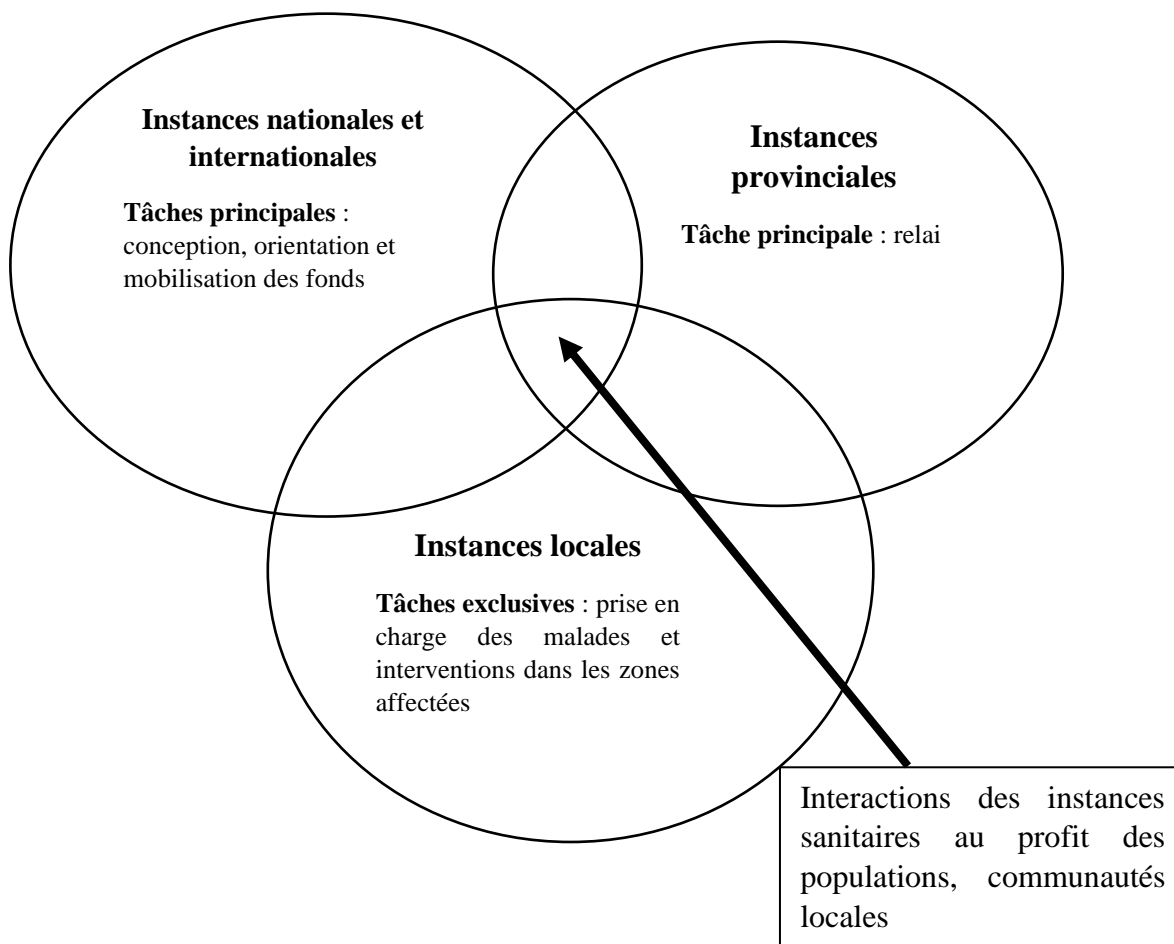 Instances nationales et
internationales
Tâches principales :
conception, orientation et
mobilisation des fonds
Instances
provinciales
Tâche principale : relai
Instances locales
Tâches exclusives : prise en
charge des malades et
interventions dans les zones
affectées
Interactions des instances
sanitaires au profit des
populations, communautés
locales